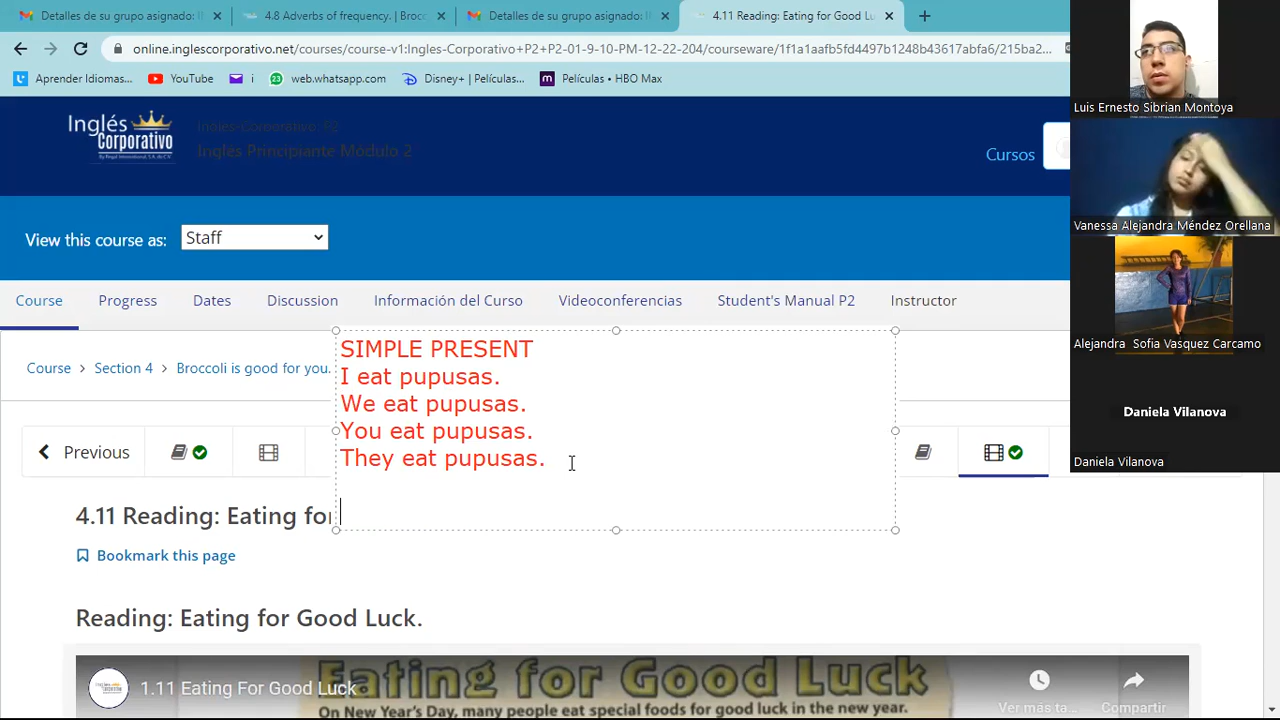 Detalles de su grupo asignado: I
4.8 Adverbs of frequency. | Brocc
Detalles de su grupo asignado: I
4.11 Reading: Eating for Good Lu
online.inglescorporativo.net/courses/course-v1:Ingles-Corporativo+P2+P2-01-9-10-PM-12-22-204/courseware/1f1a1aafb5fd4497b1248b43617abfa6/215ba2...
Aprender Idiomas...
YouTube
i
web.whatsapp.com
Disney+ | Películas...
Películas • HBO Max
Inglés Corporativo
By Regal International, S.A. de C.V.
Ingles-Corporativo: P2
Inglés Principiante Módulo 2
Cursos
View this course as:
Staff
Course
Progress
Dates
Discussion
Información del Curso
Videoconferencias
Student's Manual P2
Instructor
Course > Section 4 > Broccoli is good for you.
SIMPLE PRESENT
I eat pupusas.
We eat pupusas.
You eat pupusas.
They eat pupusas.
Previous
4.11 Reading: Eating for
Bookmark this page
Reading: Eating for Good Luck.
1.11 Eating For Good Luck
Eating for Good Luck
On New Year's Day, many people eat special foods for good luck in the new year.
Ver más ta...
Compartir
Luis Ernesto Sibrian Montoya
Vanessa Alejandra Méndez Orellana
Alejandra Sofia Vasquez Carcamo
Daniela Vilanova
Daniela Vilanova